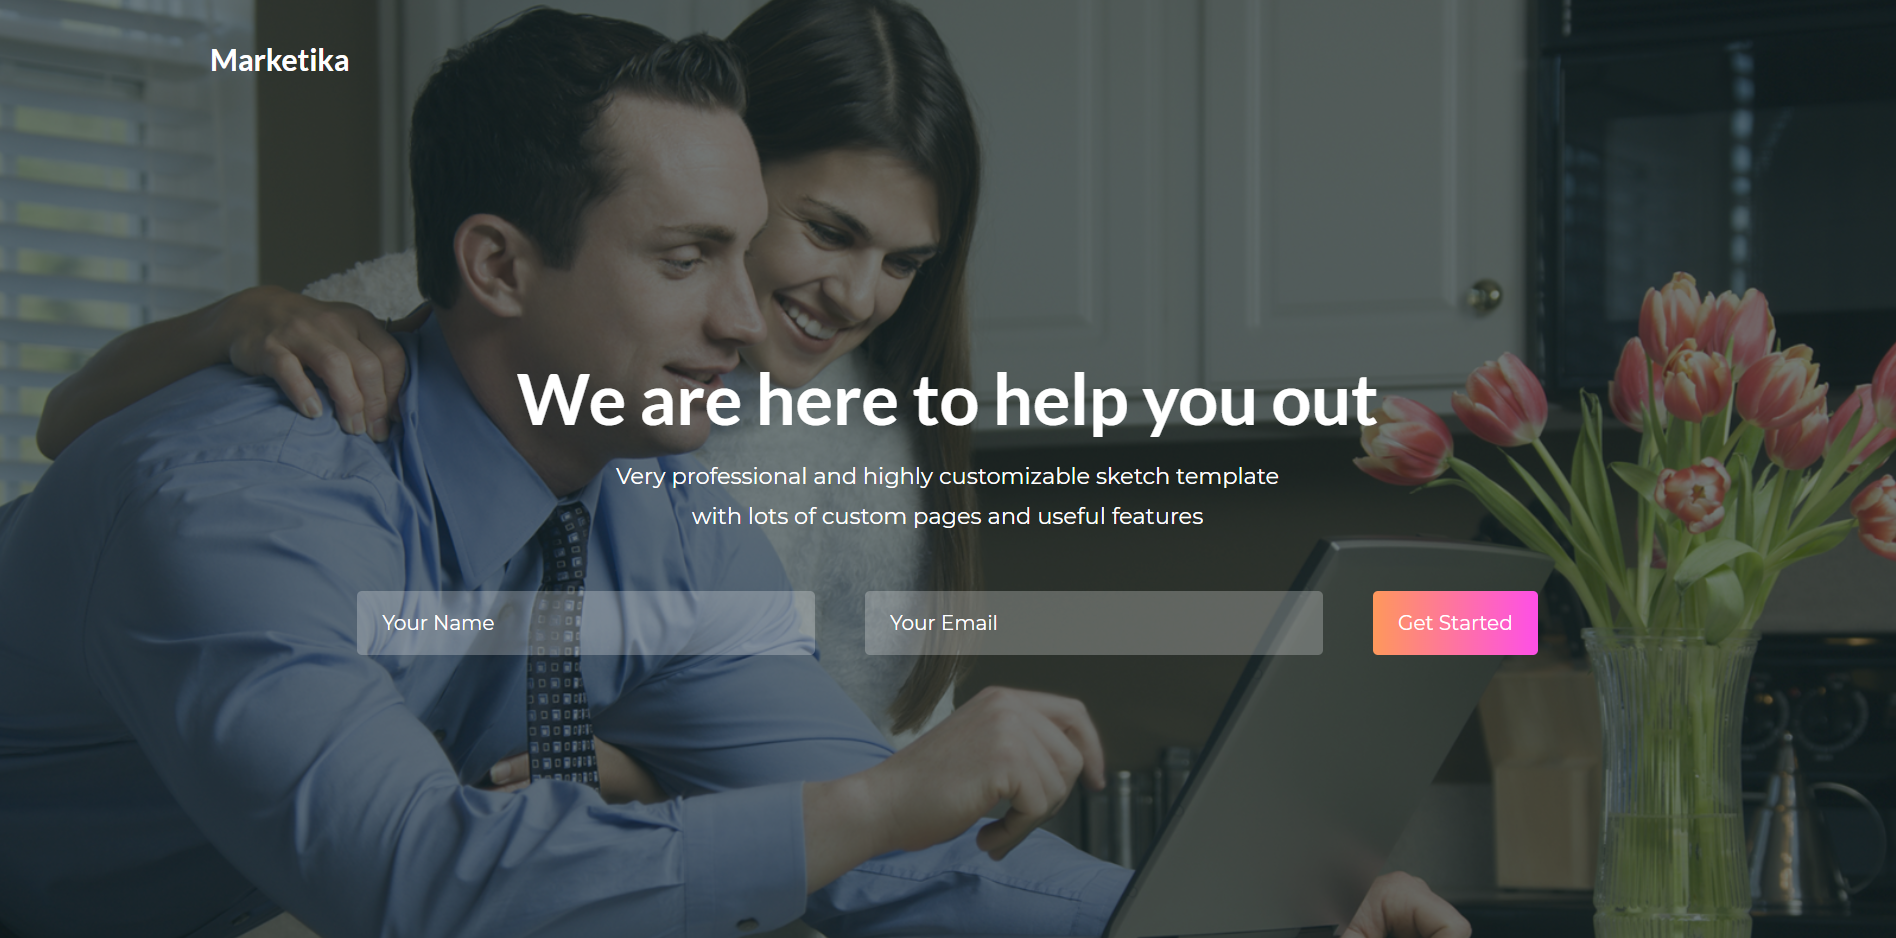 Marketika
We are here to help you out
Very professional and highly customizable sketch template
with lots of custom pages and useful features
Your Name
Your Email
Get Started